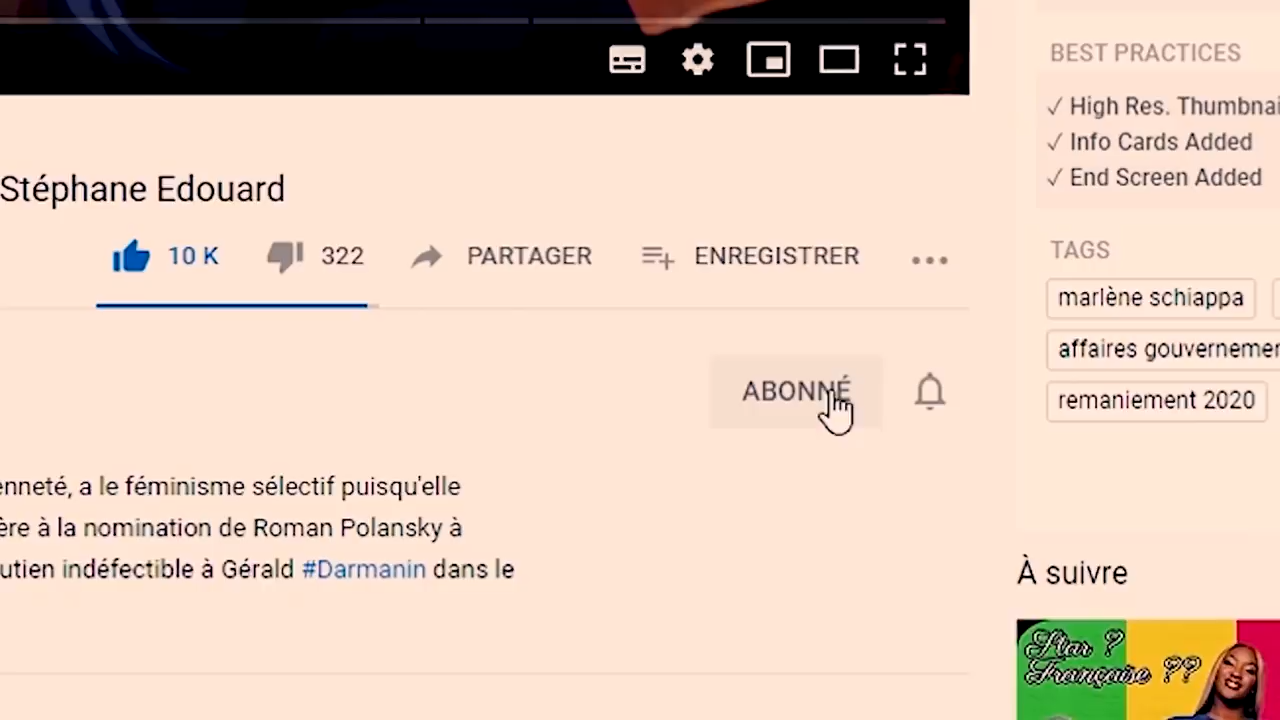 Stéphane Edouard
10 K 322 PARTAGER ENREGISTRER
ABONNÉ
enneté, a le féminisme sélectif puisqu'elle
ère à la nomination de Roman Polansky à
utien indéfectible à Gérald #Darmanin dans le
BEST PRACTICES
✓ High Res. Thumbnai
✓ Info Cards Added
✓ End Screen Added
TAGS
marlène schiappa
affaires gouvernemen
remaniement 2020
À suivre
Star ?
Française ??